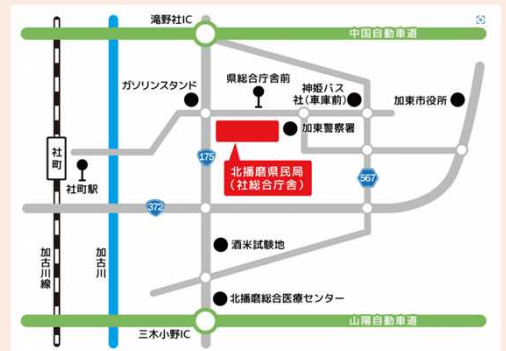 滝野社IC
中国自動車道
ガソリンスタンド
県総合庁舎前
神姫バス
社(車庫前)
加東市役所
加東警察署
社町
175
北播磨県民局
(社総合庁舎)
567
社町駅
372
加古川線
加古川
酒米試験地
北播磨総合医療センター
山陽自動車道
三木小野IC